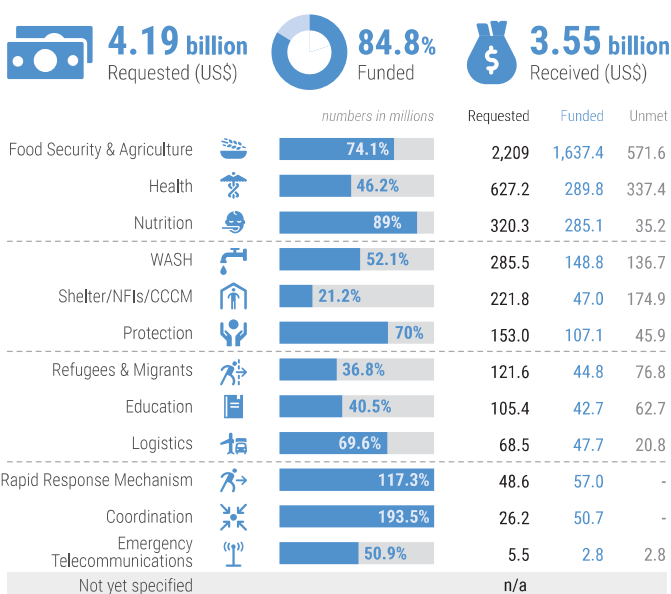 4.19 billion
Requested (US$)
84.8%
Funded
3.55 billion
Received (US$)
numbers in millions Requested Funded Unmet
Food Security & Agriculture 74.1% 2,209 1,637.4 571.6
Health 46.2% 627.2 289.8 337.4
Nutrition 89% 320.3 285.1 35.2
WASH 52.1% 285.5 148.8 136.7
Shelter/NFIs/CCCM 21.2% 221.8 47.0 174.9
Protection 70% 153.0 107.1 45.9
Refugees & Migrants 36.8% 121.6 44.8 76.8
Education 40.5% 105.4 42.7 62.7
Logistics 69.6% 68.5 47.7 20.8
Rapid Response Mechanism 117.3% 48.6 57.0 -
Coordination 193.5% 26.2 50.7 -
Emergency
Telecommunications 50.9% 5.5 2.8 2.8
Not yet specified n/a